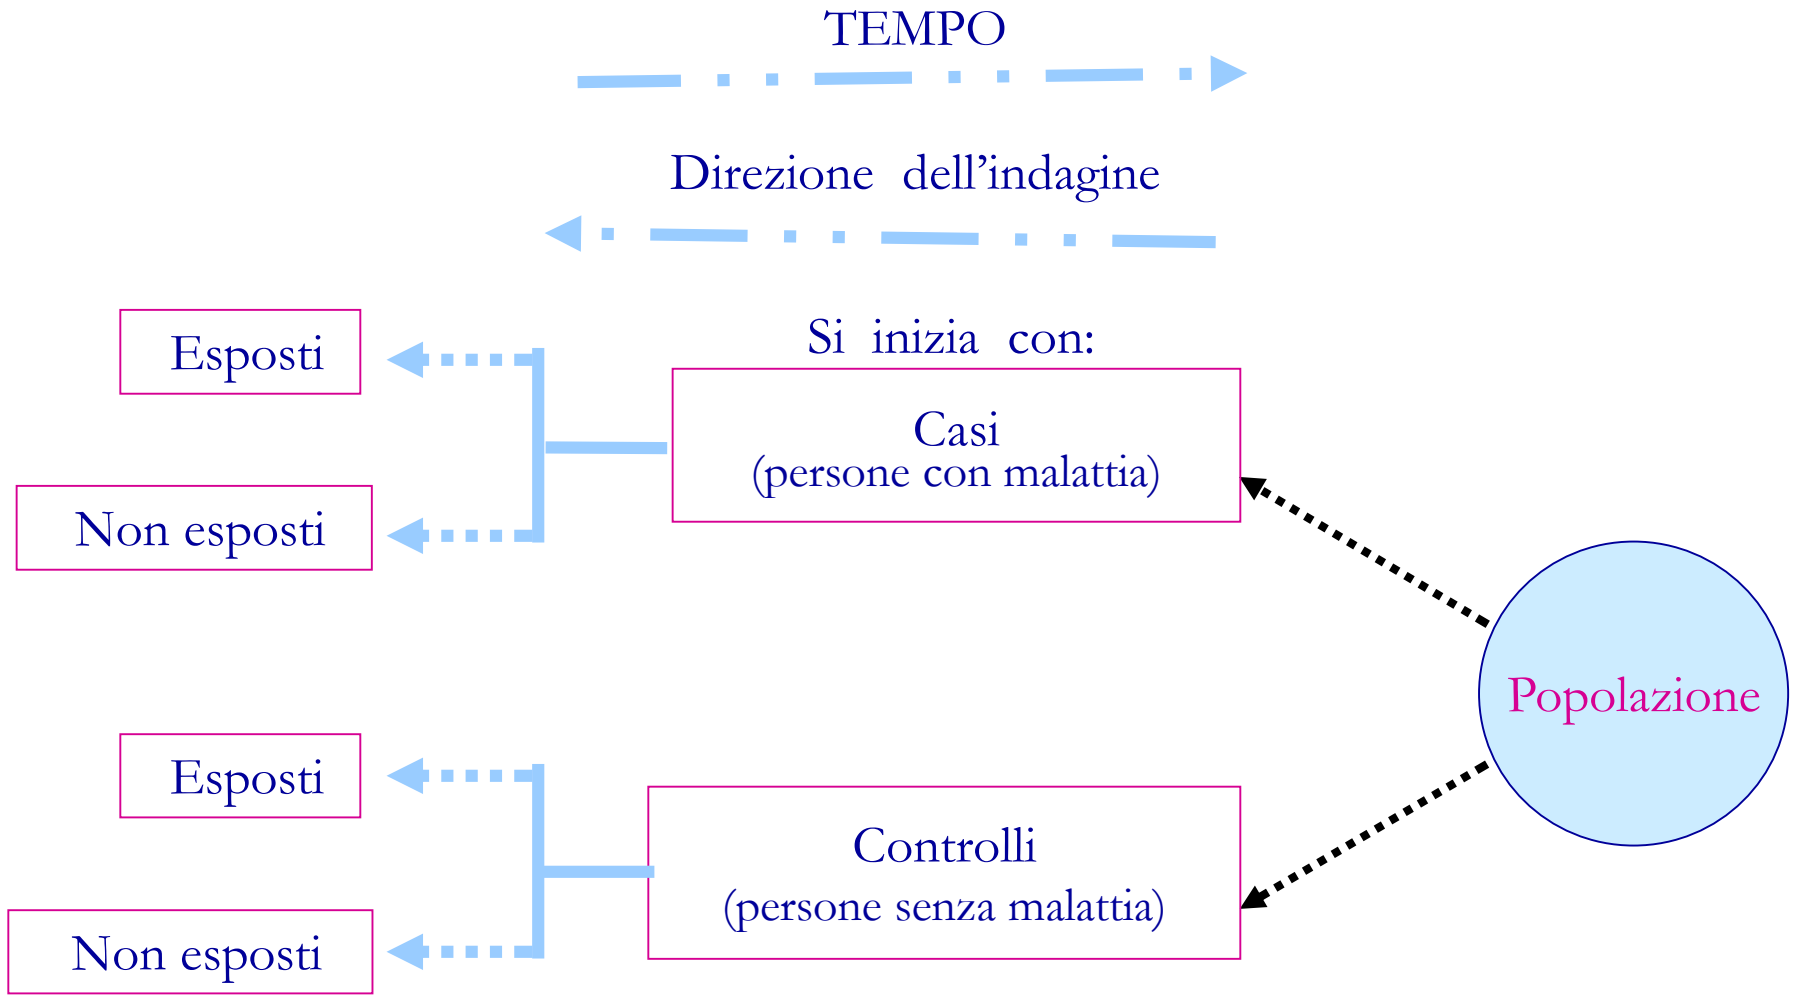 TEMPO
Direzione dell’indagine
Si inizia con:
Esposti
Casi
(persone con malattia)
Non esposti
Popolazione
Esposti
Controlli
(persone senza malattia)
Non esposti